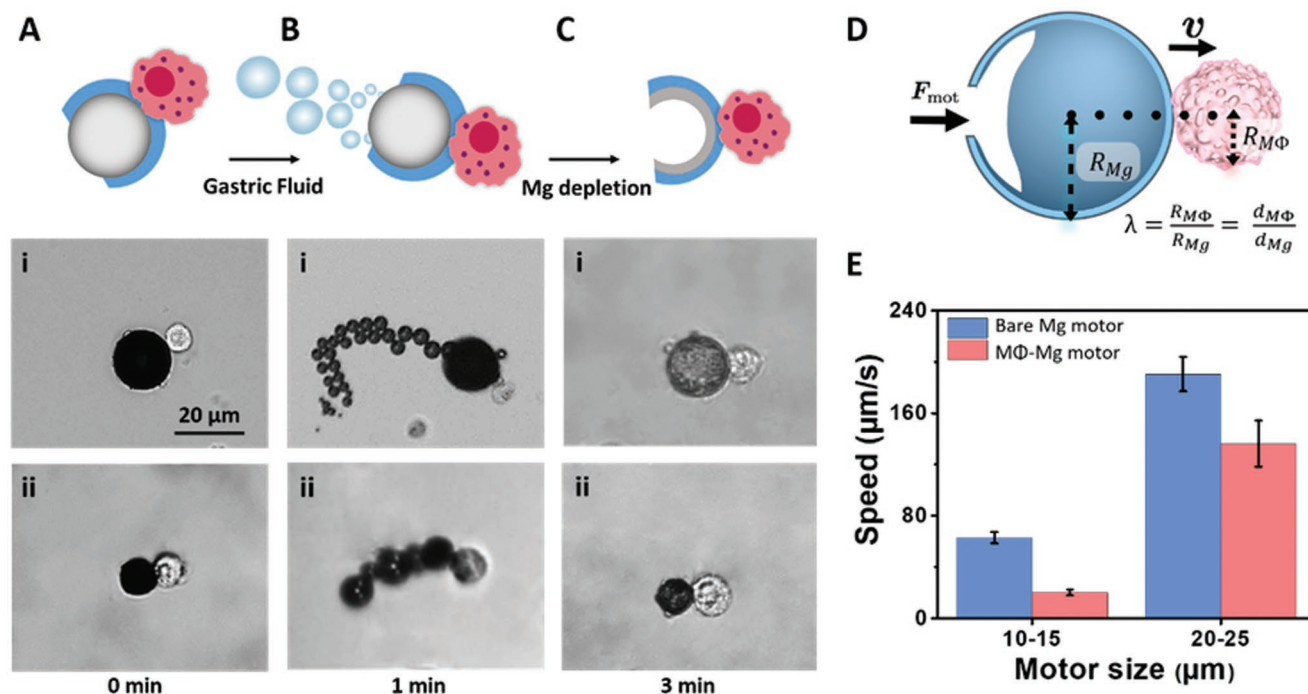 A
B
C
Gastric Fluid
Mg depletion
i
i
i
20 μm
ii
ii
ii
0 min
1 min
3 min
D
v
F_mot
R_MΦ
R_Mg
λ = R_MΦ/R_Mg = d_MΦ/d_Mg
E
240
160
80
0
Speed (μm/s)
Bare Mg motor
MΦ-Mg motor
10-15
20-25
Motor size (μm)